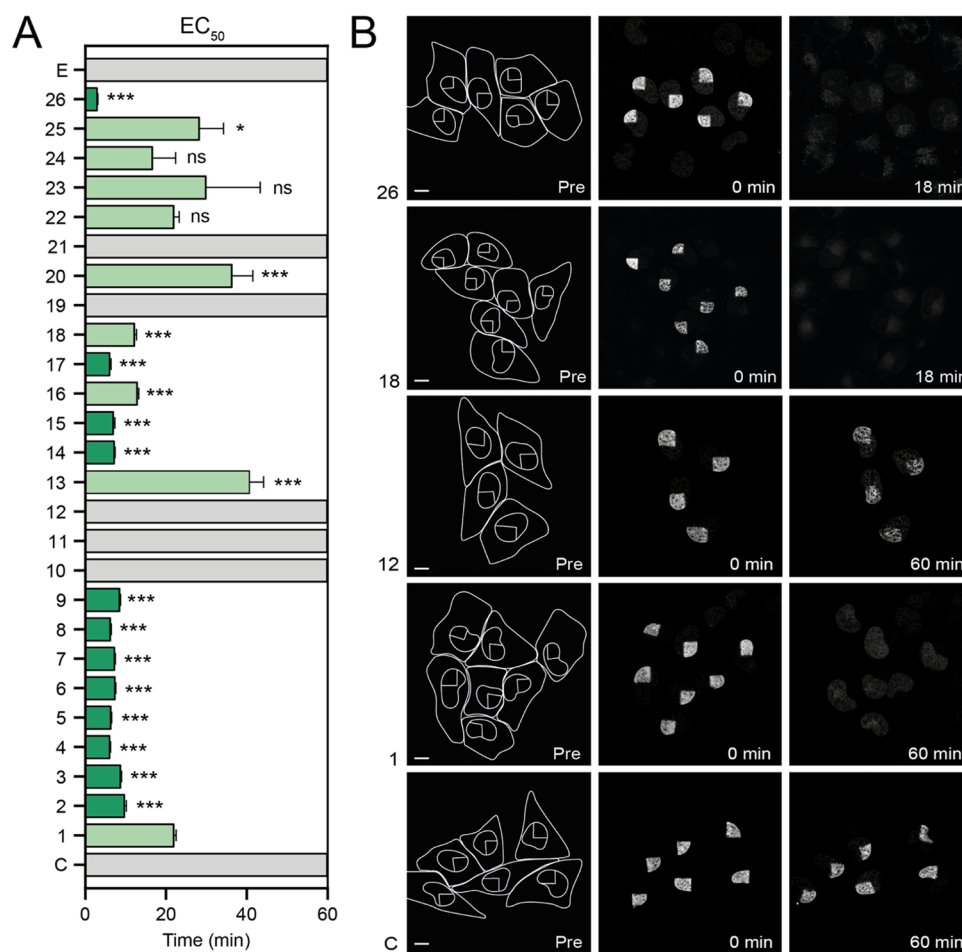 A
EC50
E
26 ***
25 *
24 ns
23 ns
22 ns
21
20 ***
19
18 ***
17 ***
16 ***
15 ***
14 ***
13 ***
12
11
10
9 ***
8 ***
7 ***
6 ***
5 ***
4 ***
3 ***
2 ***
1
C
0 20 40 60
Time (min)
B
26 Pre 0 min 18 min
18 Pre 0 min 18 min
12 Pre 0 min 60 min
1 Pre 0 min 60 min
C Pre 0 min 60 min